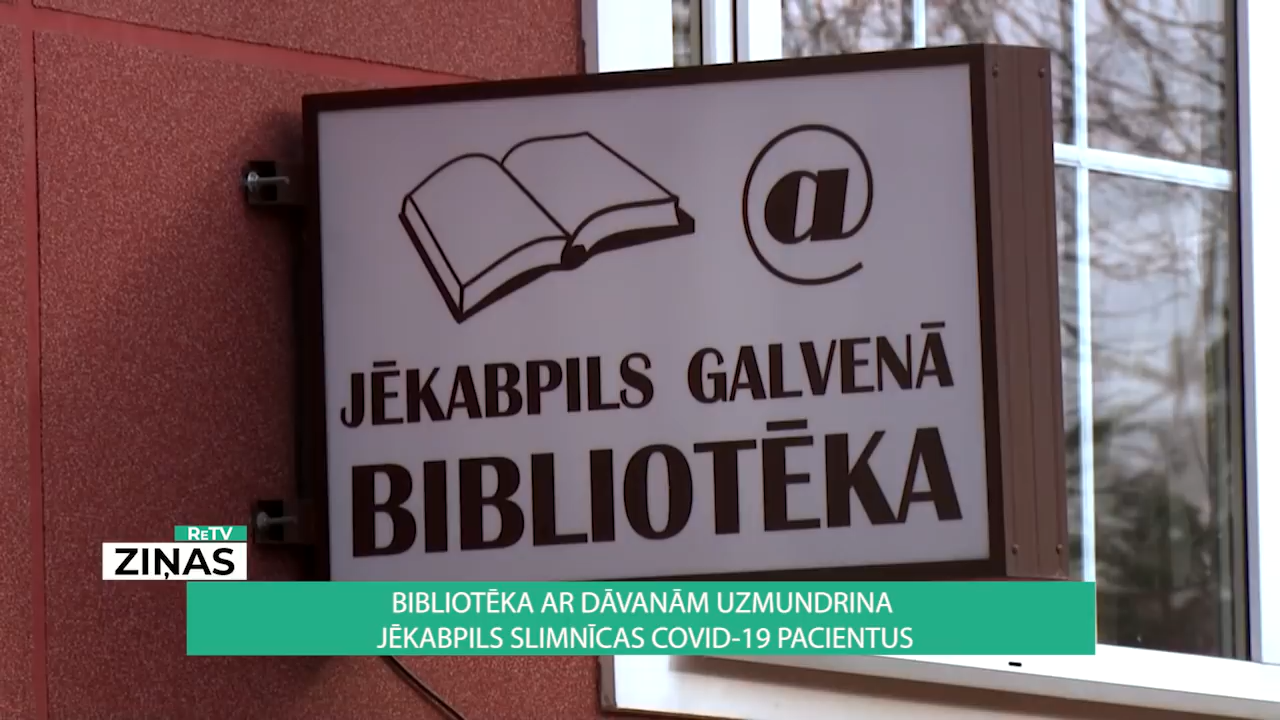 @
JĒKABPILS GALVENĀ
BIBLIOTĒKA
ReTV
ZIŅAS
BIBLIOTĒKA AR DĀVANĀM UZMUNDRINA
JĒKABPILS SLIMNĪCAS COVID-19 PACIENTUS